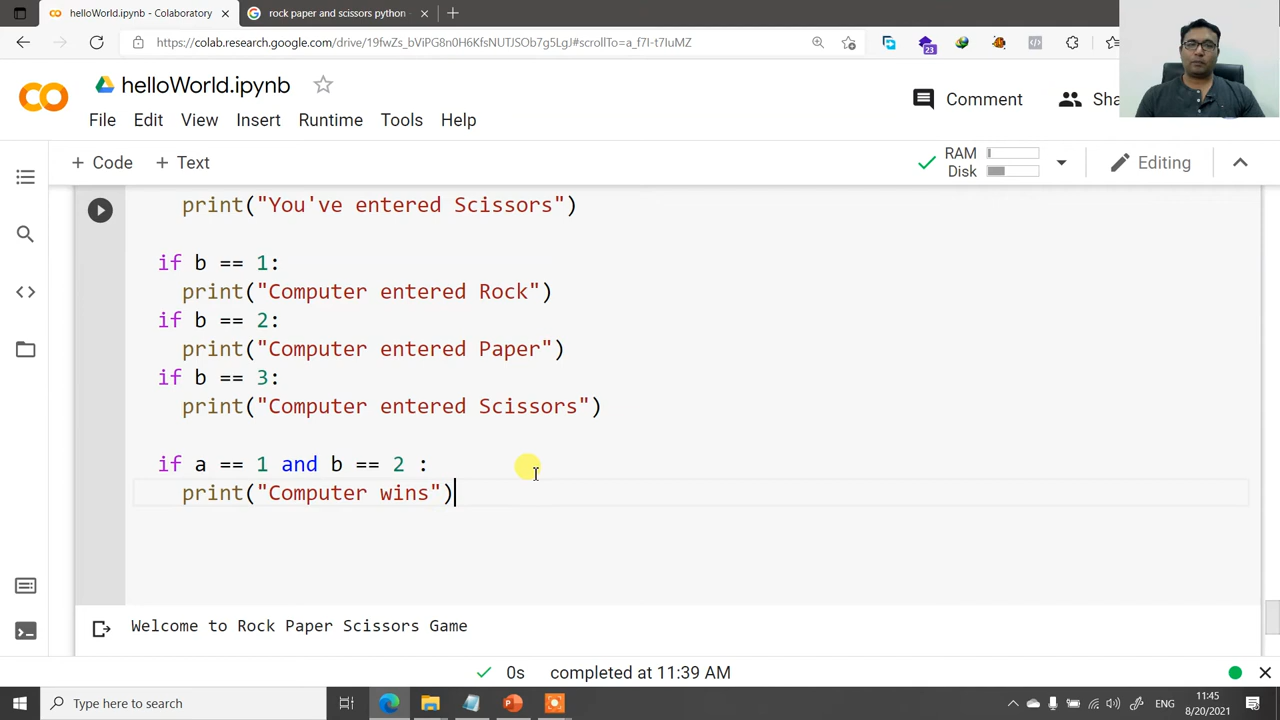 helloWorld.ipynb - Colaboratory
rock paper and scissors python
https://colab.research.google.com/drive/19fwZs_bViPG8n0H6KfsPUTJSOb7g5LgJ#scrollTo=a_f7I-t7luMZ
23
helloWorld.ipynb
Comment
Sha
File Edit View Insert Runtime Tools Help
+ Code + Text
RAM
Disk
Editing
print("You've entered Scissors")
if b == 1:
print("Computer entered Rock")
if b == 2:
print("Computer entered Paper")
if b == 3:
print("Computer entered Scissors")
if a == 1 and b == 2 :
print("Computer wins")
Welcome to Rock Paper Scissors Game
0s completed at 11:39 AM
Type here to search
ENG
11:45
8/20/2021